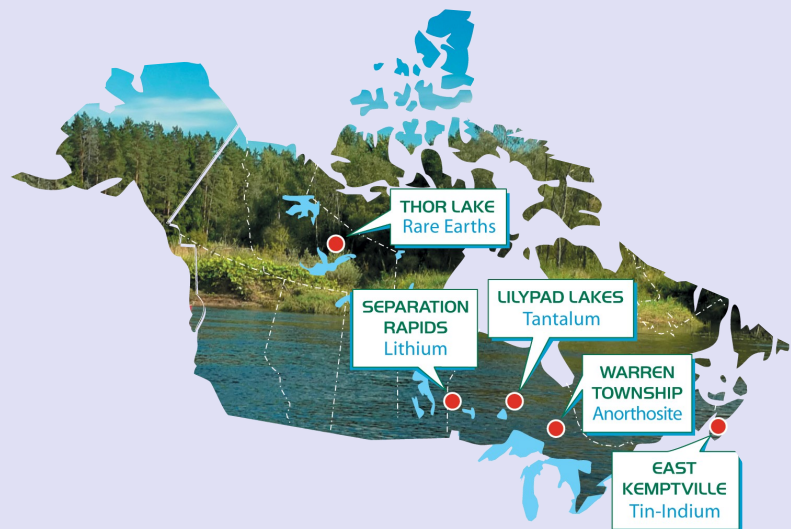 THOR LAKE
Rare Earths
SEPARATION
RAPIDS
Lithium
LILYPAD LAKES
Tantalum
WARREN
TOWNSHIP
Anorthosite
EAST
KEMPTVILLE
Tin-Indium